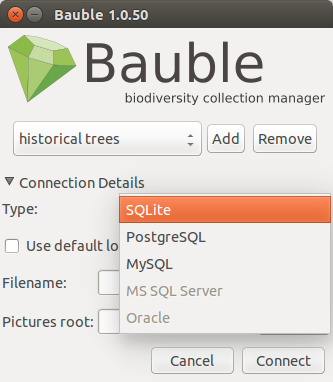 Bauble 1.0.50
Bauble
biodiversity collection manager
historical trees
Add
Remove
Connection Details
Type:
SQLite
PostgreSQL
Use default lo
MySQL
Filename:
MS SQL Server
Pictures root:
Oracle
Cancel
Connect